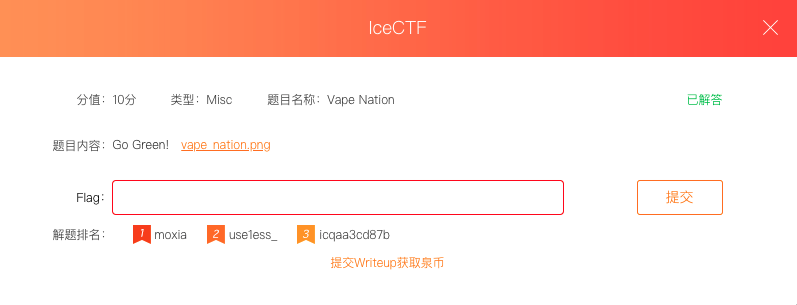 IceCTF
分值：10分 类型：Misc 题目名称：Vape Nation 已解答
题目内容：Go Green! vape_nation.png
Flag： 提交
解题排名： 1 moxia 2 use1ess_ 3 icqaa3cd87b
提交Writeup获取泉币